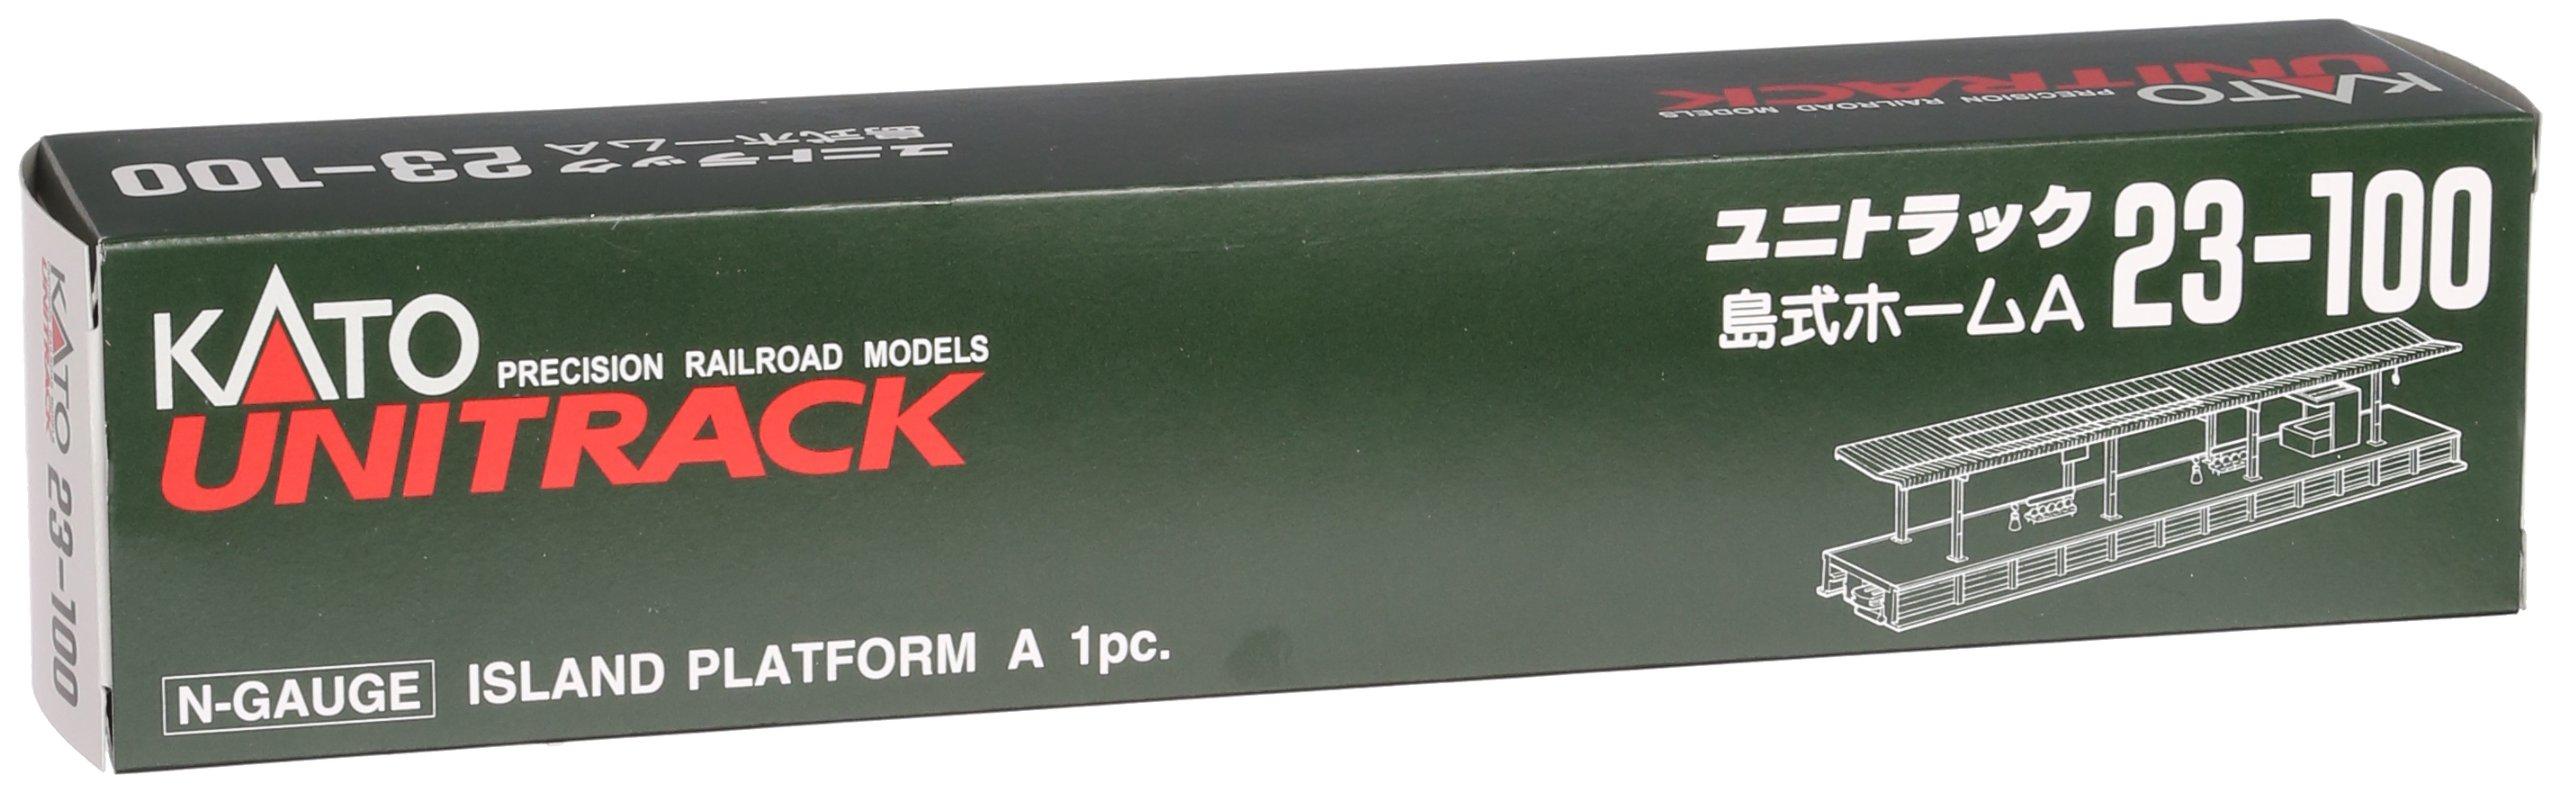 ユニトラック
島式ホームA
23-100
KATO
PRECISION RAILROAD MODELS
UNITRACK
KATO
PRECISION RAILROAD MODELS
UNITRACK
ユニトラック
島式ホームA
23-100
N-GAUGE ISLAND PLATFORM A 1pc.
KATO
UNITRACK
23-100